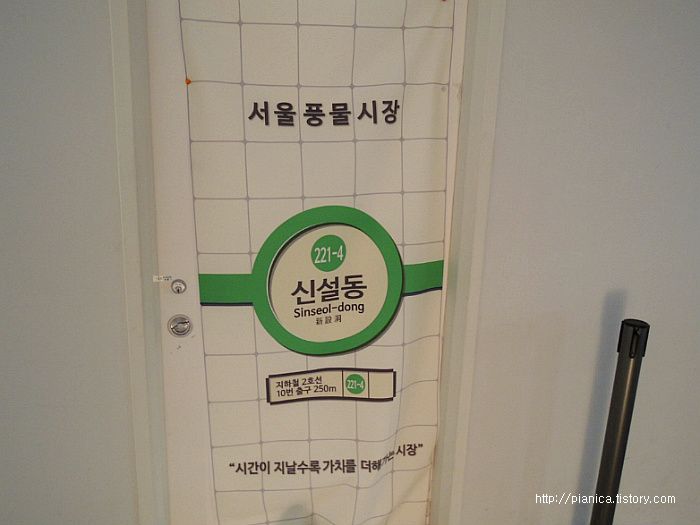 서울풍물시장
221-4
신설동
Sinseol-dong
新設洞
지하철 2호선
10번 출구 250m
221-4
“시간이 지날수록 가치를 더해가는 시장”
http://pianica.tistory.com